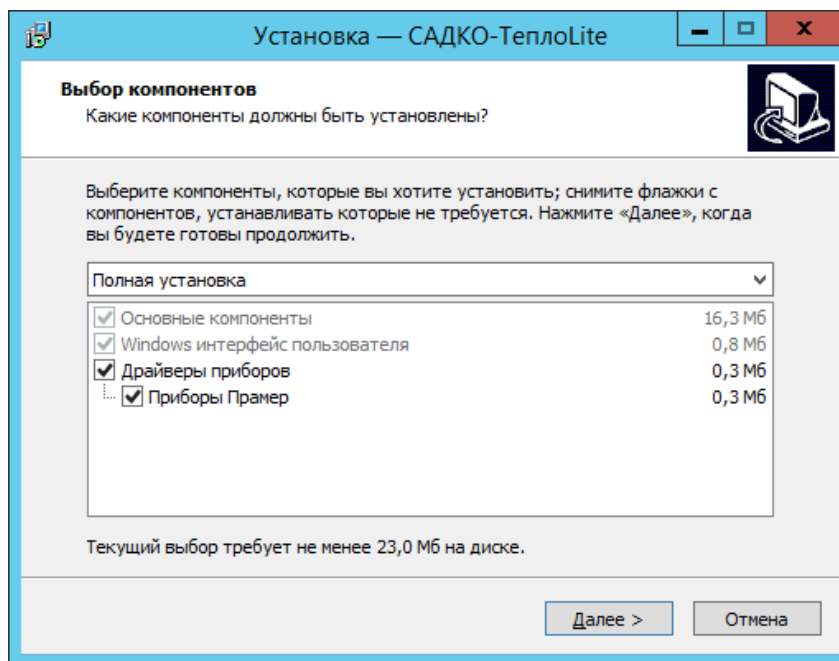 Установка — САДКО-ТеплоLite
Выбор компонентов
Какие компоненты должны быть установлены?
Выберите компоненты, которые вы хотите установить; снимите флажки с
компонентов, устанавливать которые не требуется. Нажмите «Далее», когда
вы будете готовы продолжить.
Полная установка
Основные компоненты 16,3 Мб
Windows интерфейс пользователя 0,8 Мб
Драйверы приборов 0,3 Мб
Приборы Прамер 0,3 Мб
Текущий выбор требует не менее 23,0 Мб на диске.
Далее > Отмена